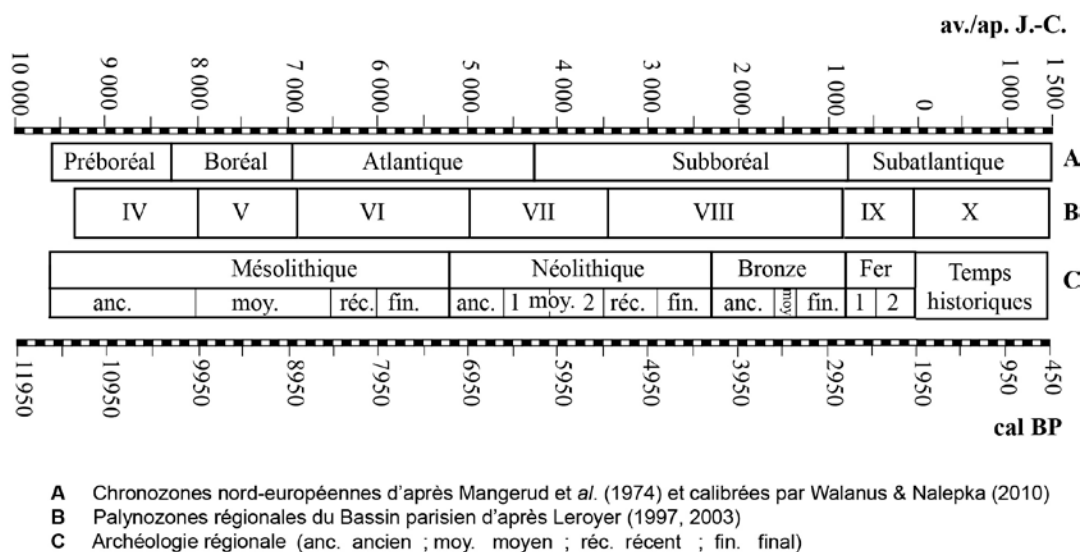 av./ap. J.-C.
10 000 9 000 8 000 7 000 6 000 5 000 4 000 3 000 2 000 1 000 0 1 000 1 500
Préboréal Boréal Atlantique Subboréal Subatlantique A
IV V VI VII VIII IX X B
Mésolithique Néolithique Bronze Fer Temps historiques C
anc. moy. réc. fin. anc. 1 moy. 2 réc. fin. anc. moy fin. 1 2
11950 10950 9950 8950 7950 6950 5950 4950 3950 2950 1950 950 450
cal BP
A Chronozones nord-européennes d'après Mangerud et al. (1974) et calibrées par Walanus & Nalepka (2010)
B Palynozones régionales du Bassin parisien d'après Leroyer (1997, 2003)
C Archéologie régionale (anc. ancien ; moy. moyen ; réc. récent ; fin. final)